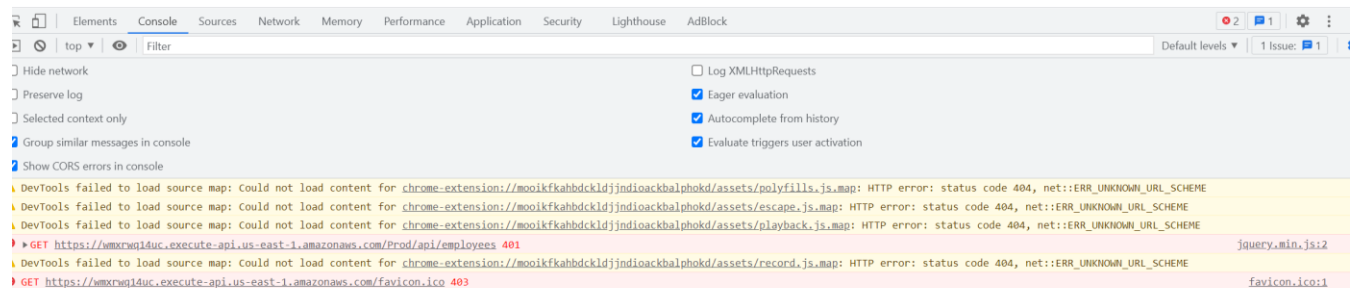 Elements Console Sources Network Memory Performance Application Security Lighthouse AdBlock 2 1
top ▼ Filter Default levels ▼ 1 Issue: 1
Hide network Log XMLHttpRequests
Preserve log Eager evaluation
Selected context only Autocomplete from history
Group similar messages in console Evaluate triggers user activation
Show CORS errors in console
DevTools failed to load source map: Could not load content for chrome-extension://mooikfkahbdckldjjndioackbalphokd/assets/polyfills.js.map: HTTP error: status code 404, net::ERR_UNKNOWN_URL_SCHEME
DevTools failed to load source map: Could not load content for chrome-extension://mooikfkahbdckldjjndioackbalphokd/assets/escape.js.map: HTTP error: status code 404, net::ERR_UNKNOWN_URL_SCHEME
DevTools failed to load source map: Could not load content for chrome-extension://mooikfkahbdckldjjndioackbalphokd/assets/playback.js.map: HTTP error: status code 404, net::ERR_UNKNOWN_URL_SCHEME
▶ GET https://wmxrwq14uc.execute-api.us-east-1.amazonaws.com/Prod/api/employees 401 jquery.min.js:2
DevTools failed to load source map: Could not load content for chrome-extension://mooikfkahbdckldjjndioackbalphokd/assets/record.js.map: HTTP error: status code 404, net::ERR_UNKNOWN_URL_SCHEME
GET https://wmxrwq14uc.execute-api.us-east-1.amazonaws.com/favicon.ico 403 favicon.ico:1